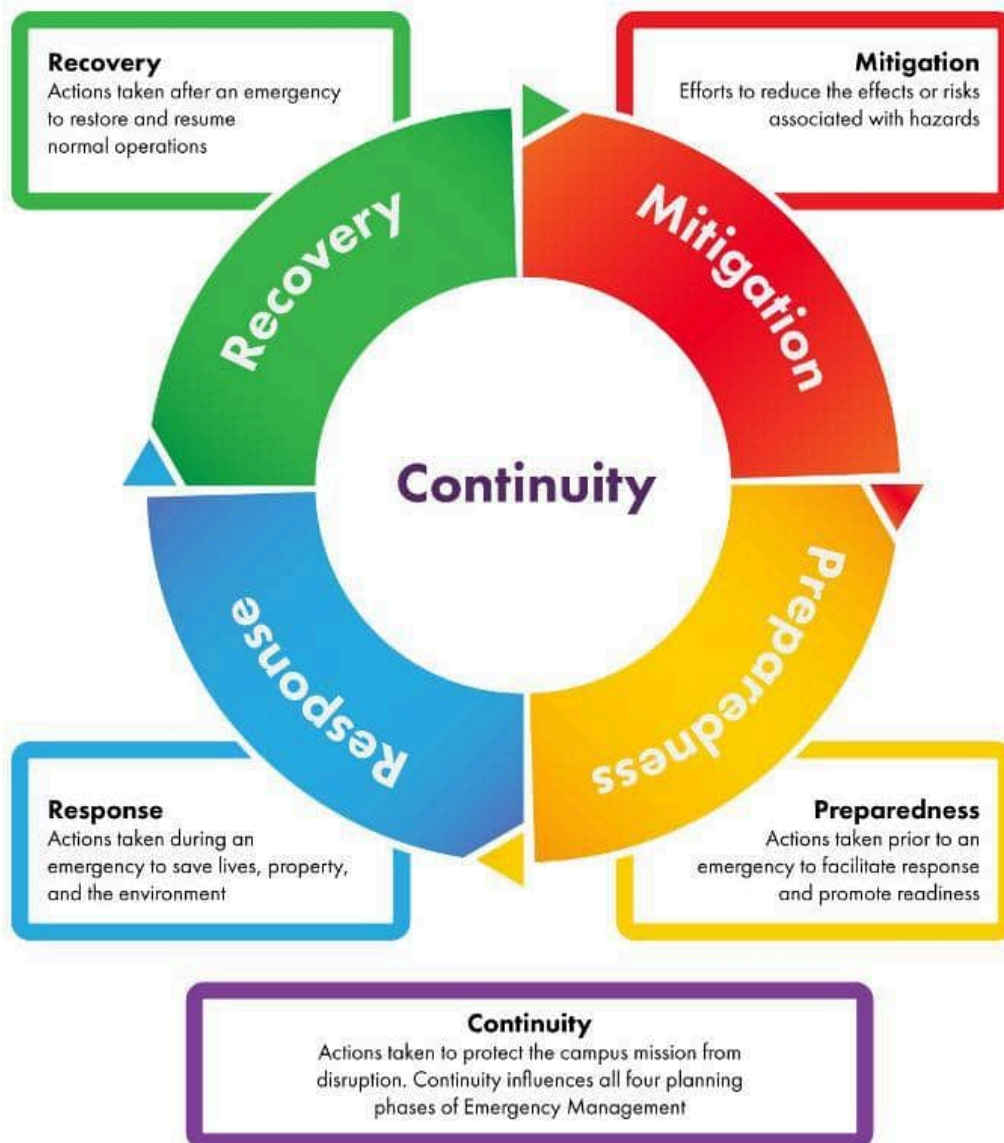 Recovery
Actions taken after an emergency
to restore and resume
normal operations
Mitigation
Efforts to reduce the effects or risks
associated with hazards
Recovery
Mitigation
Continuity
Response
Preparedness
Response
Actions taken during an
emergency to save lives, property,
and the environment
Preparedness
Actions taken prior to an
emergency to facilitate response
and promote readiness
Continuity
Actions taken to protect the campus mission from
disruption. Continuity influences all four planning
phases of Emergency Management